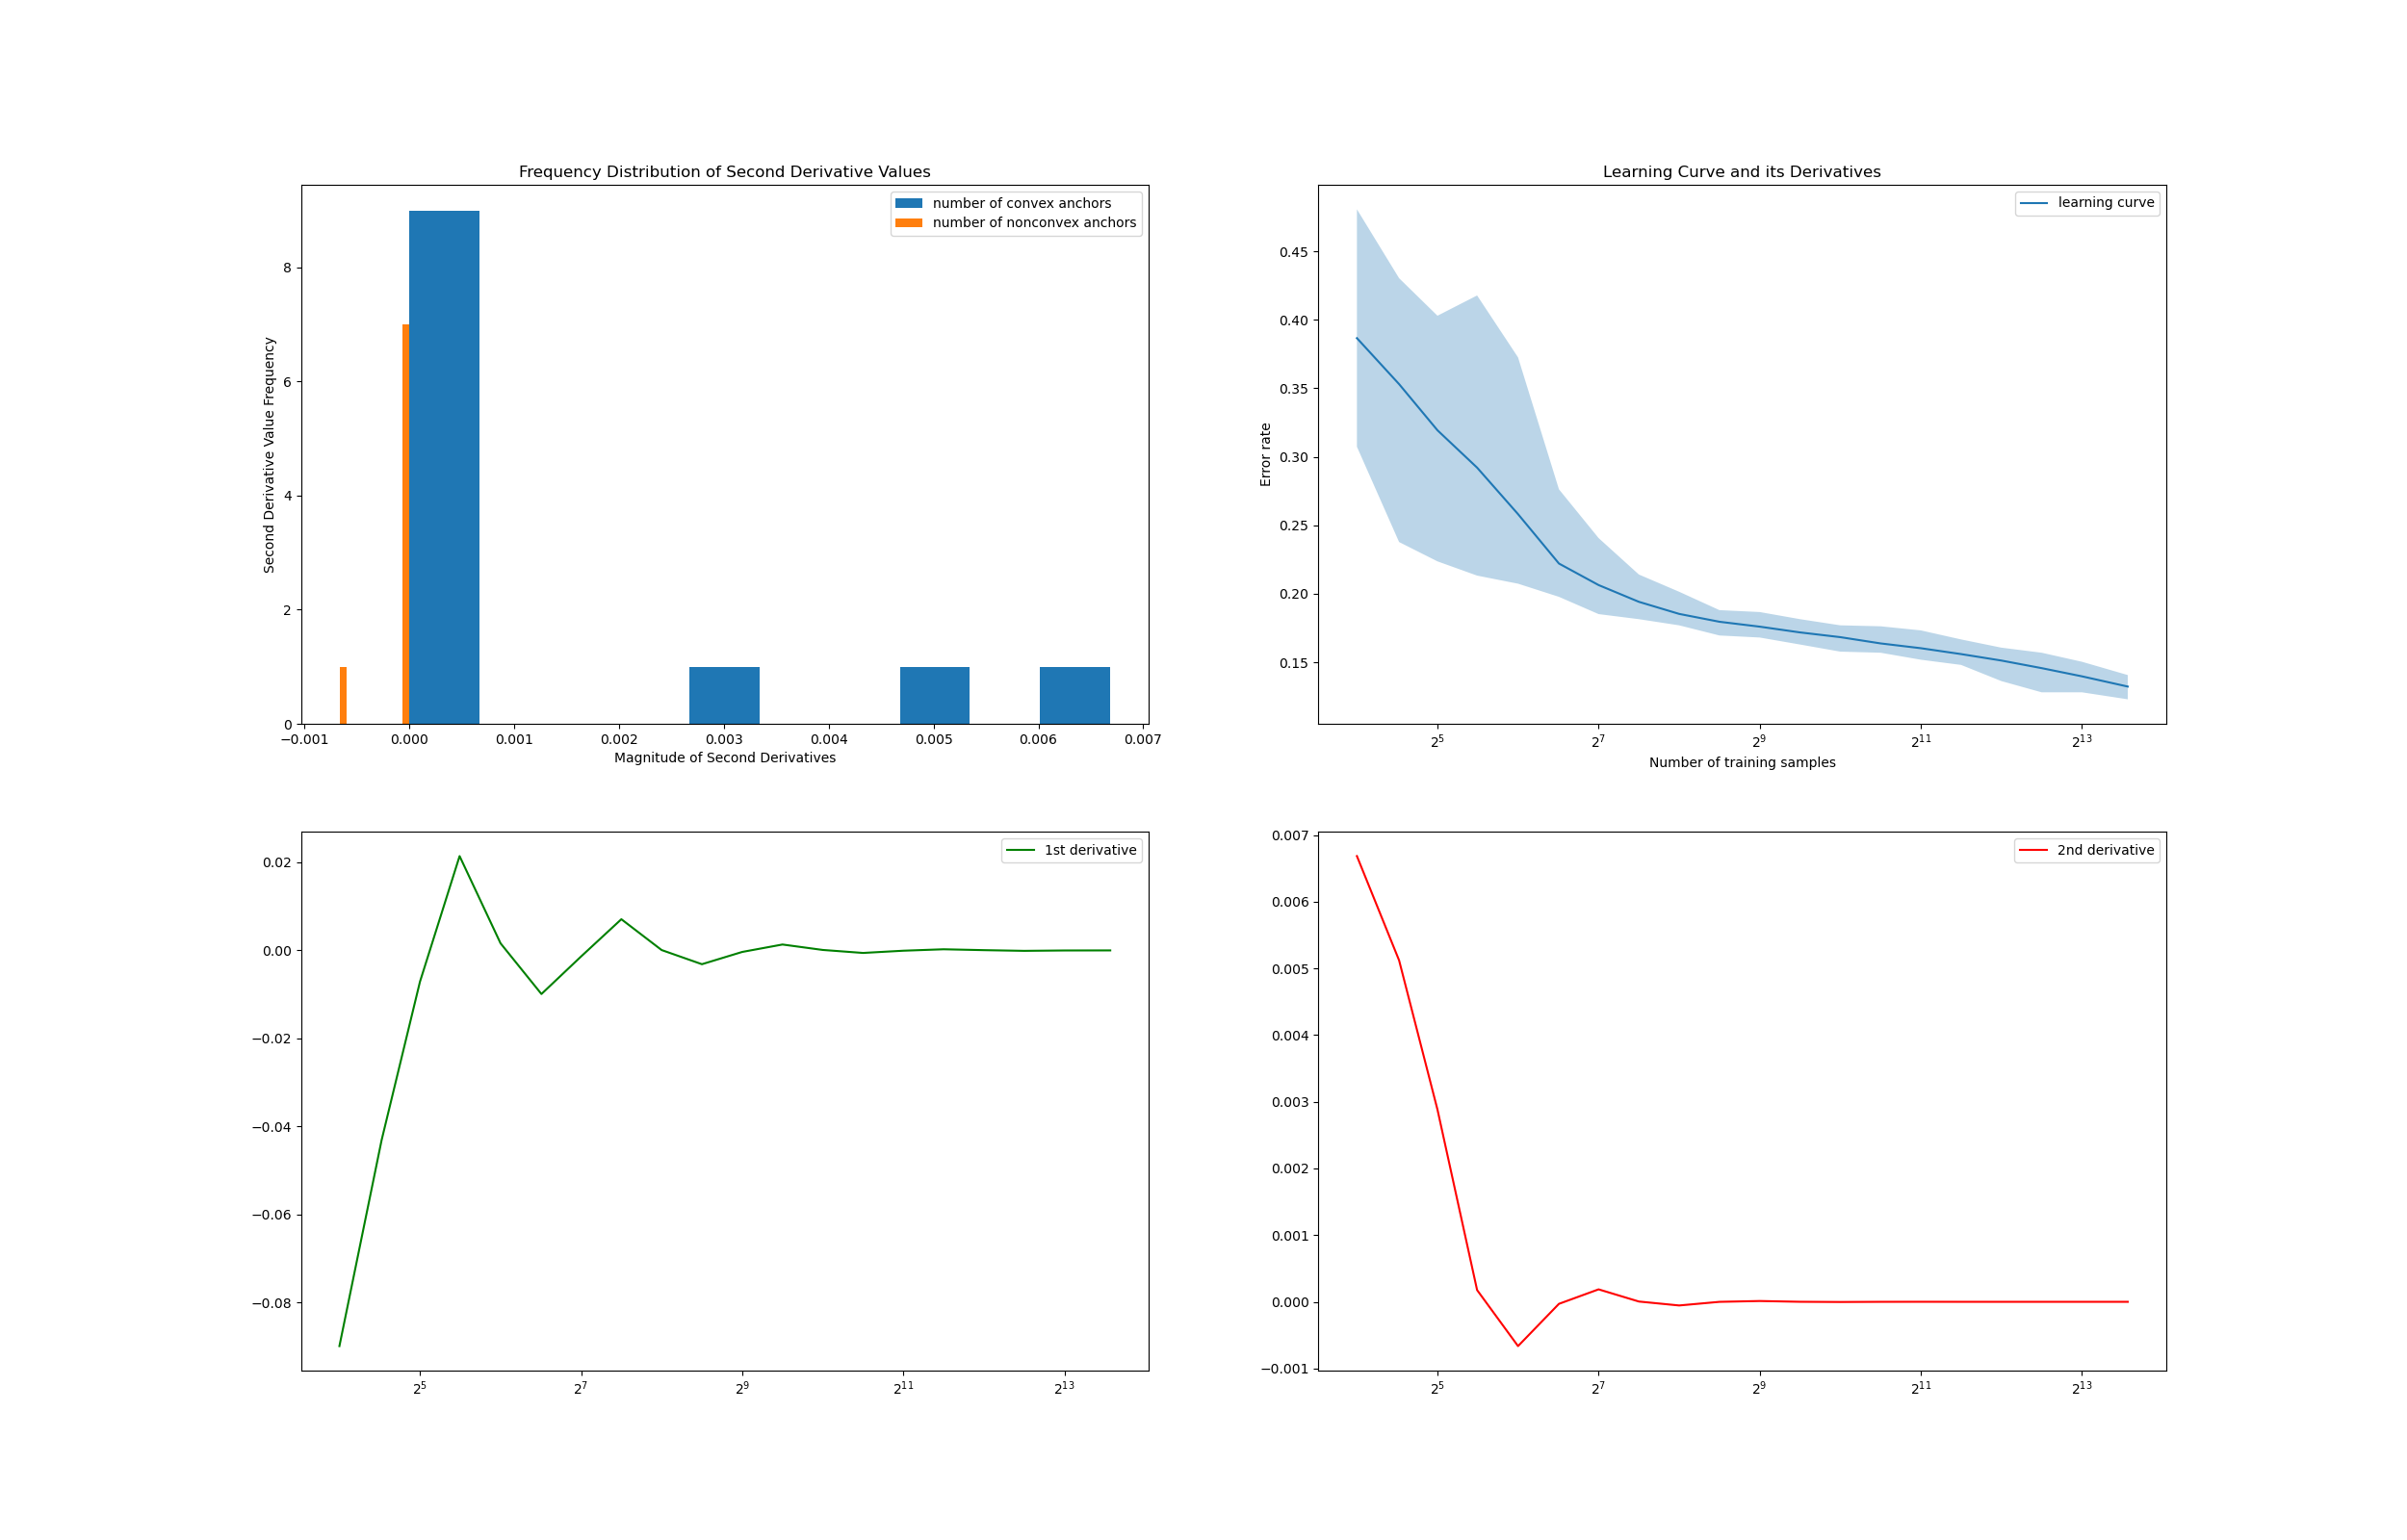 Frequency Distribution of Second Derivative Values
number of convex anchors
number of nonconvex anchors
8
6
4
2
0
Second Derivative Value Frequency
−0.001 0.000 0.001 0.002 0.003 0.004 0.005 0.006 0.007
Magnitude of Second Derivatives
Learning Curve and its Derivatives
learning curve
0.45
0.40
0.35
0.30
0.25
0.20
0.15
Error rate
2^5 2^7 2^9 2^11 2^13
Number of training samples
1st derivative
0.02
0.00
−0.02
−0.04
−0.06
−0.08
2^5 2^7 2^9 2^11 2^13
2nd derivative
0.007
0.006
0.005
0.004
0.003
0.002
0.001
0.000
−0.001
2^5 2^7 2^9 2^11 2^13